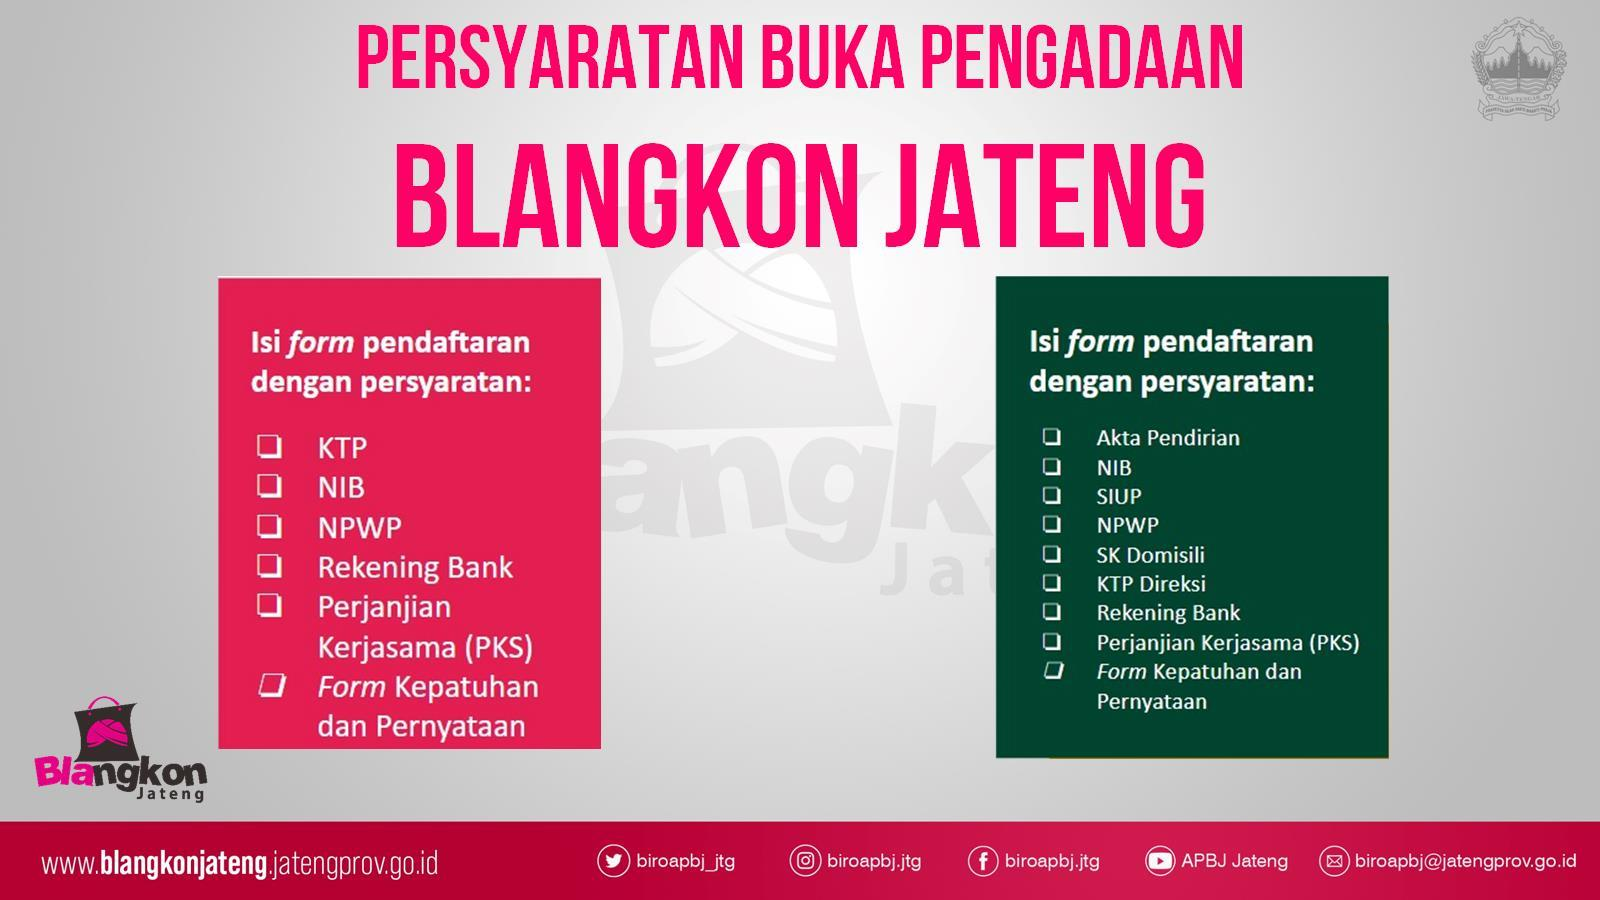 PERSYARATAN BUKA PENGADAAN
BLANGKON JATENG
Isi form pendaftaran
dengan persyaratan:
❑ KTP
❑ NIB
❑ NPWP
❑ Rekening Bank
❑ Perjanjian
Kerjasama (PKS)
❑ Form Kepatuhan
dan Pernyataan
Isi form pendaftaran
dengan persyaratan:
❑ Akta Pendirian
❑ NIB
❑ SIUP
❑ NPWP
❑ SK Domisili
❑ KTP Direksi
❑ Rekening Bank
❑ Perjanjian Kerjasama (PKS)
❑ Form Kepatuhan dan
Pernyataan
Blangkon
Jateng
www.blangkonjateng.jatengprov.go.id
biroapbj_jtg
biroapbj.jtg
biroapbj.jtg
APBJ Jateng
biroapbj@jatengprov.go.id